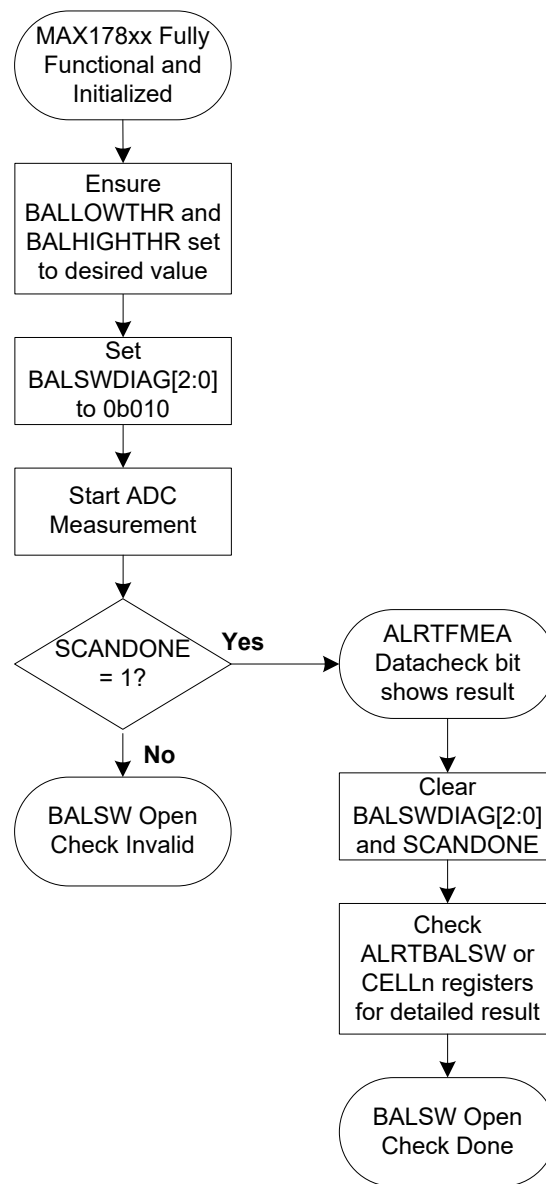 MAX178xx Fully
Functional and
Initialized
Ensure
BALLOWTHR and
BALHIGHTHR set
to desired value
Set
BALSWDIAG[2:0]
to 0b010
Start ADC
Measurement
SCANDONE
= 1?
Yes
No
BALSW Open
Check Invalid
ALRTFMEA
Datacheck bit
shows result
Clear
BALSWDIAG[2:0]
and SCANDONE
Check
ALRTBALSW or
CELLn registers
for detailed result
BALSW Open
Check Done